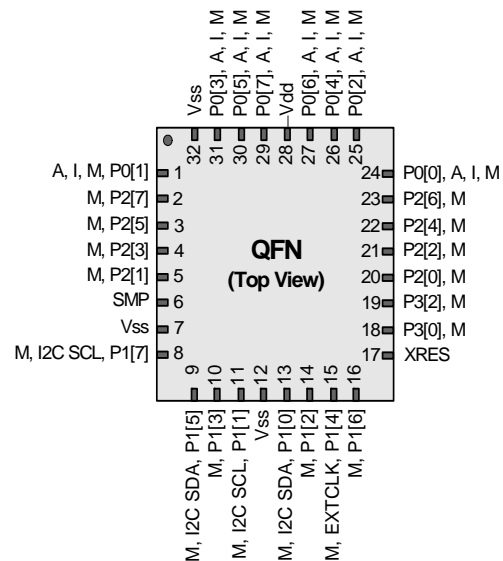 Vss
P0[3], A, I, M
P0[5], A, I, M
P0[7], A, I, M
Vdd
P0[6], A, I, M
P0[4], A, I, M
P0[2], A, I, M
32
31
30
29
28
27
26
25
A, I, M, P0[1] 1
M, P2[7] 2
M, P2[5] 3
M, P2[3] 4
M, P2[1] 5
SMP 6
Vss 7
M, I2C SCL, P1[7] 8
QFN
(Top View)
24 P0[0], A, I, M
23 P2[6], M
22 P2[4], M
21 P2[2], M
20 P2[0], M
19 P3[2], M
18 P3[0], M
17 XRES
9
10
11
12
13
14
15
16
M, I2C SDA, P1[5]
M, P1[3]
M, I2C SCL, P1[1]
Vss
M, I2C SDA, P1[0]
M, P1[2]
M, EXTCLK, P1[4]
M, P1[6]